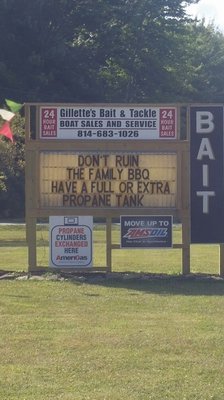 24 HOUR BAIT SALES
Gillette's Bait & Tackle
BOAT SALES AND SERVICE
814-683-1026
24 HOUR BAIT SALES
DON'T RUIN
THE FAMILY BBQ
HAVE A FULL OR EXTRA
PROPANE TANK
BAIT
PROPANE
CYLINDERS
EXCHANGED
HERE
AmeriGas
MOVE UP TO
AMSOIL